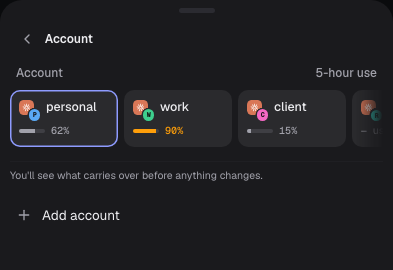 Account
Account 5-hour use
personal work client
P W C
62% 90% 15%
You'll see what carries over before anything changes.
Add account